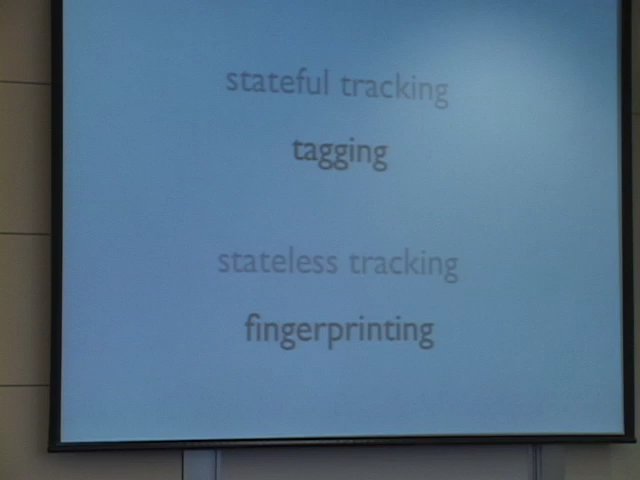 stateful tracking
tagging
stateless tracking
fingerprinting